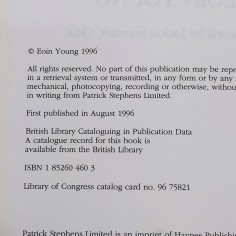 © Eoin Young 1996
All rights reserved. No part of this publication may be repr
in a retrieval system or transmitted, in any form or by any
mechanical, photocopying, recording or otherwise, withou
in writing from Patrick Stephens Limited.
First published in August 1996
British Library Cataloguing in Publication Data
A catalogue record for this book is
available from the British Library
ISBN 1 85260 460 3
Library of Congress catalog card no. 96 75821
Patrick Stephens Limited is an imprint of Haynes Publishin